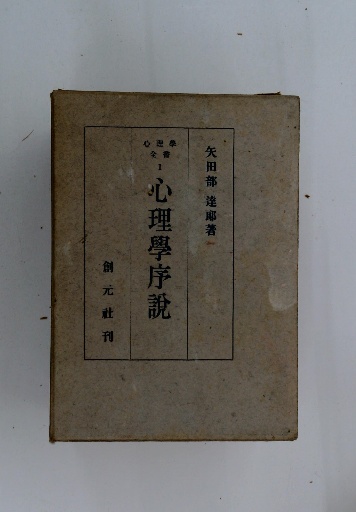 矢田部達郎著
心理學
全書
1
心理學序說
創元社刊